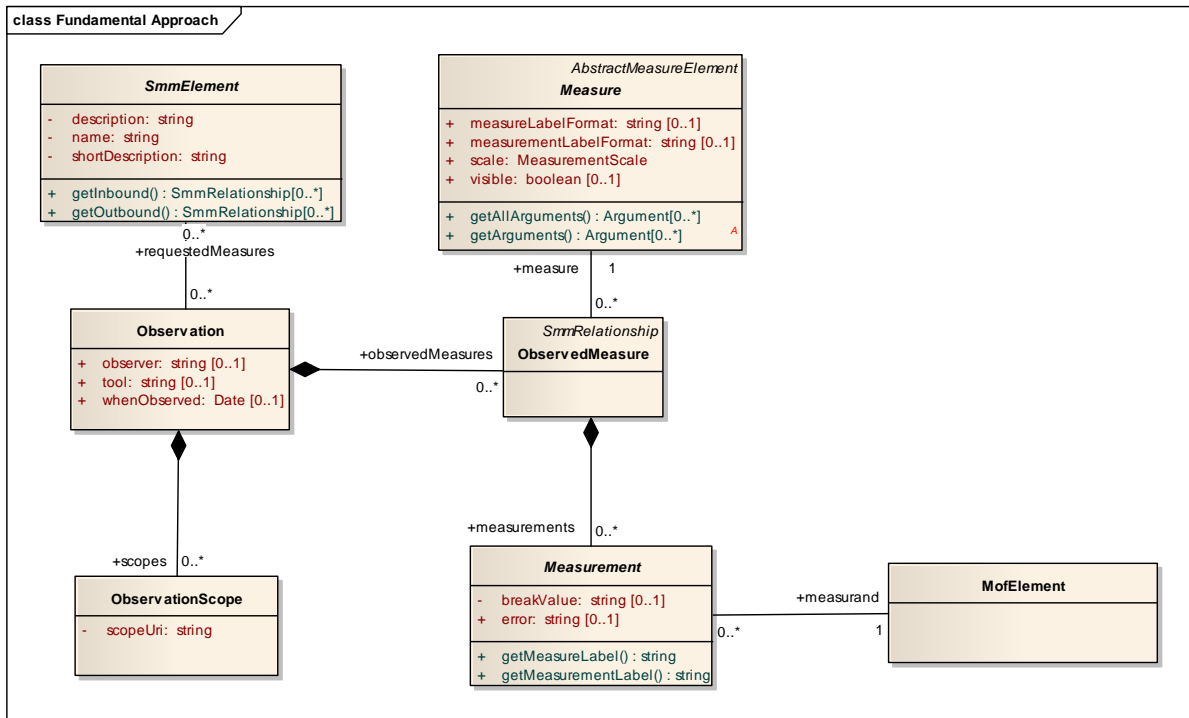 class Fundamental Approach
SmmElement
- description: string
- name: string
- shortDescription: string
+ getInbound() : SmmRelationship[0..*]
+ getOutbound() : SmmRelationship[0..*]
AbstractMeasureElement
Measure
+ measureLabelFormat: string [0..1]
+ measurementLabelFormat: string [0..1]
+ scale: MeasurementScale
+ visible: boolean [0..1]
+ getAllArguments() : Argument[0..*]
+ getArguments() : Argument[0..*]
A
0..*
+requestedMeasures
0..*
+measure 1
0..*
Observation
+ observer: string [0..1]
+ tool: string [0..1]
+ whenObserved: Date [0..1]
+observedMeasures
0..*
SmmRelationship
ObservedMeasure
+scopes 0..*
+measurements 0..*
ObservationScope
- scopeUri: string
Measurement
- breakValue: string [0..1]
+ error: string [0..1]
+ getMeasureLabel() : string
+ getMeasurementLabel() : string
+measurand
0..*
1
MofElement